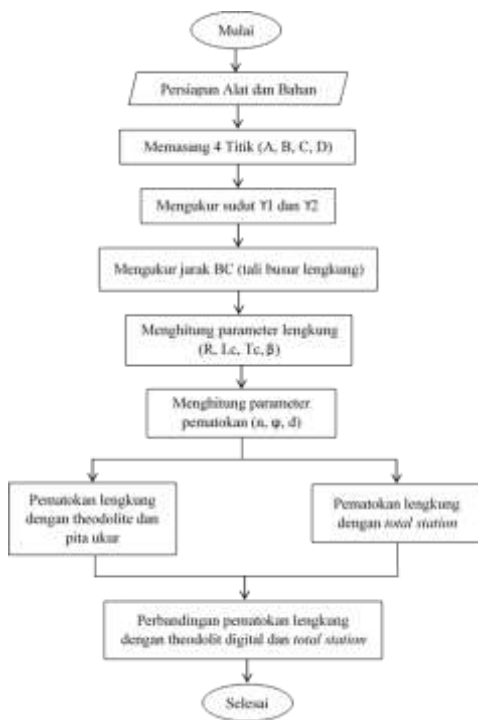 Mulai
Persiapan Alat dan Bahan
Memasang 4 Titik (A, B, C, D)
Mengukur sudut ɤ1 dan ɤ2
Mengukur jarak BC (tali busur lengkung)
Menghitung parameter lengkung
(R, Lc, Tc, β)
Menghitung parameter
pematokan (n, φ, d)
Pematokan lengkung
dengan theodolite dan
pita ukur
Pematokan lengkung
dengan total station
Perbandingan pematokan lengkung
dengan theodolit digital dan total station
Selesai